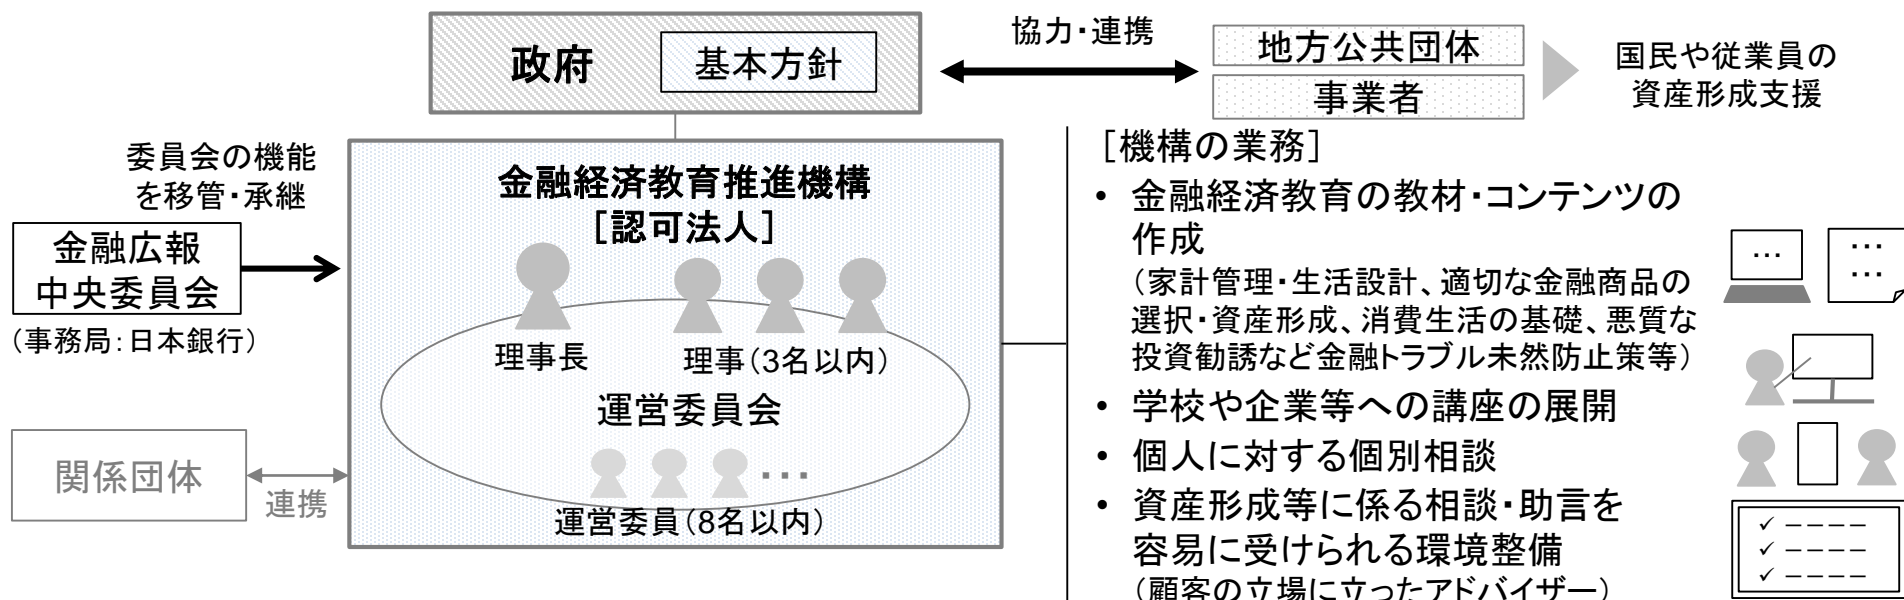 政府
基本方針
協力・連携
地方公共団体
事業者
国民や従業員の
資産形成支援
委員会の機能
を移管・承継
金融広報
中央委員会
（事務局：日本銀行）
関係団体
連携
金融経済教育推進機構
［認可法人］
理事長
理事（3名以内）
運営委員会
・・・
運営委員（8名以内）
［機構の業務］
• 金融経済教育の教材・コンテンツの
作成
（家計管理・生活設計、適切な金融商品の
選択・資産形成、消費生活の基礎、悪質な
投資勧誘など金融トラブル未然防止策等）
• 学校や企業等への講座の展開
• 個人に対する個別相談
• 資産形成等に係る相談・助言を
容易に受けられる環境整備
（顧客の立場に立ったアドバイザー）